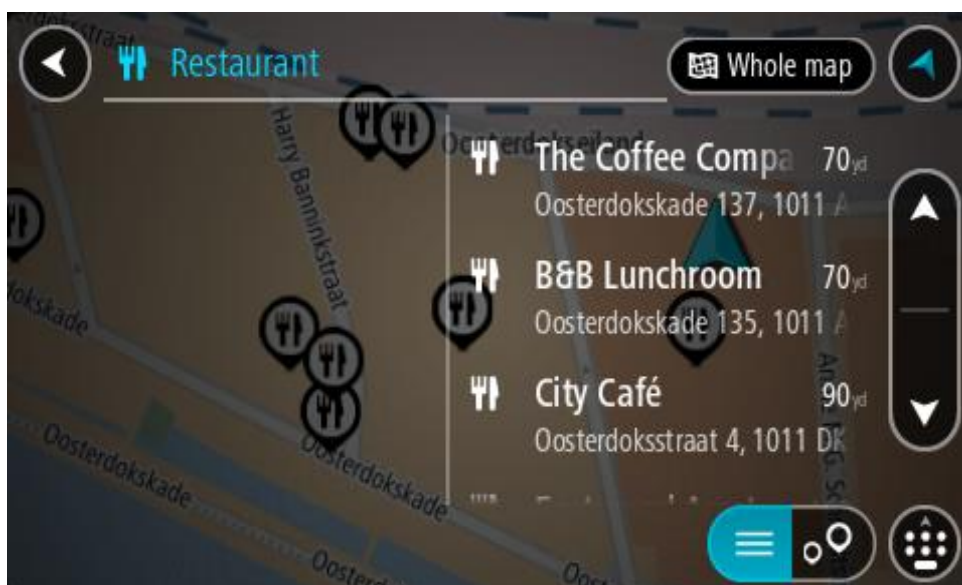 Restaurant
Whole map
Oosterdokseiland
Harry Banninkstraat
The Coffee Compa 70yd
Oosterdokskade 137, 1011 A
B&B Lunchroom 70yd
Oosterdokskade 135, 1011 A
City Café 90yd
Oosterdoksstraat 4, 1011 DK
Oosterdokskade
Oosterdokskade